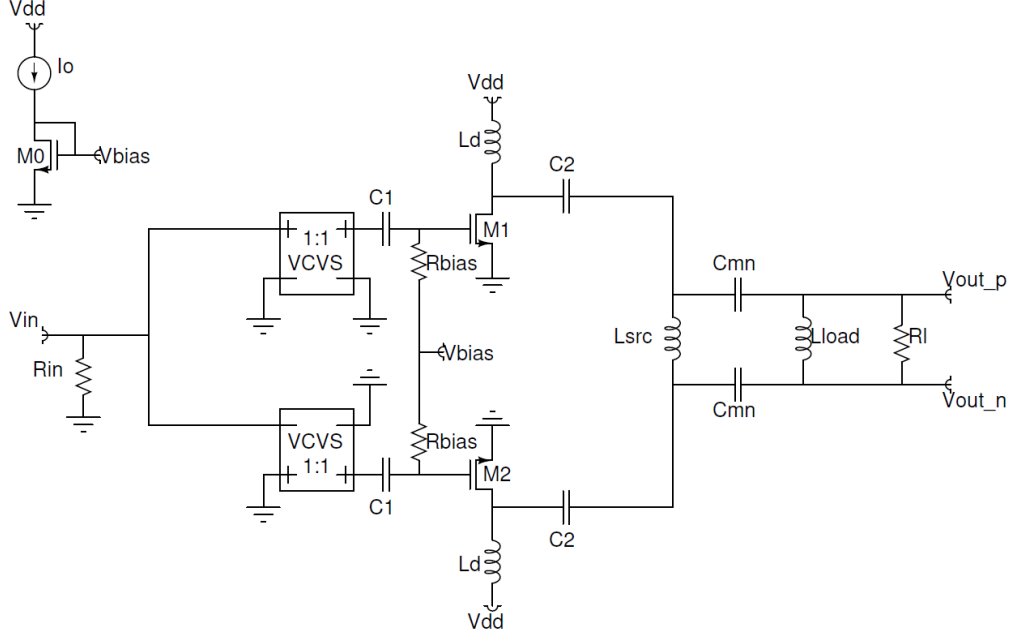 Vdd
Io
M0
Vbias
Vdd
Ld
C2
C1
M1
1:1
VCVS
Rbias
Cmn
Vout_p
Vin
Rin
Vbias
Lsrc
Lload
Rl
Cmn
Vout_n
VCVS
1:1
Rbias
M2
C1
C2
Ld
Vdd